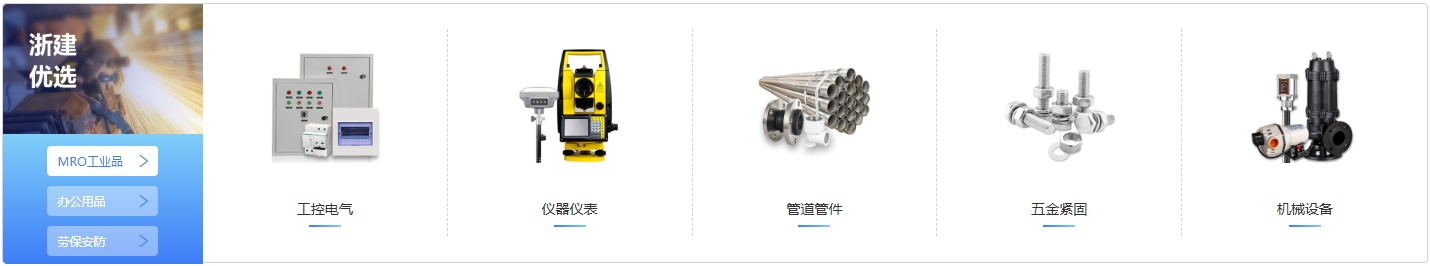 浙建
优选
MRO工业品
办公用品
劳保安防
工控电气
仪器仪表
管道管件
五金紧固
机械设备